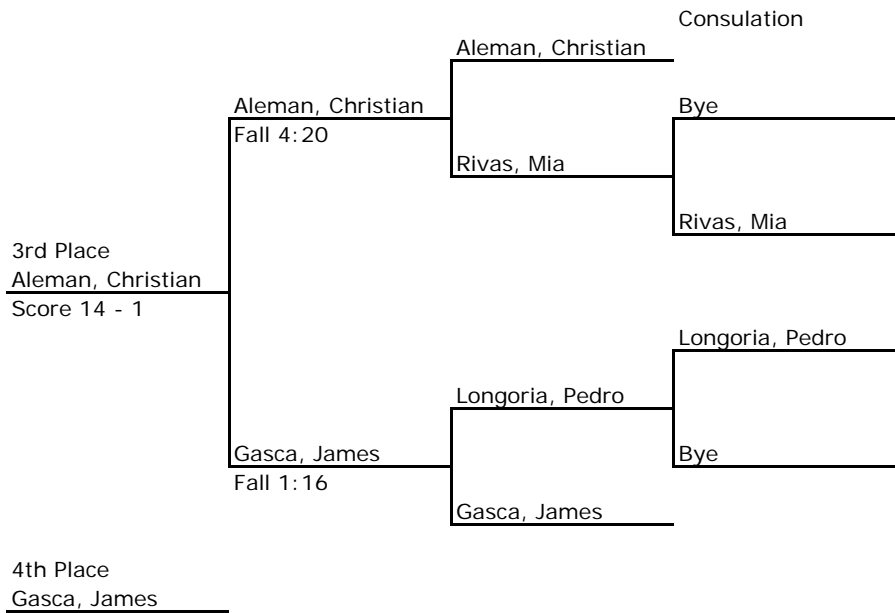 Consulation
Aleman, Christian
Aleman, Christian
Bye
Fall 4:20
Rivas, Mia
Rivas, Mia
3rd Place
Aleman, Christian
Score 14 - 1
Longoria, Pedro
Longoria, Pedro
Gasca, James
Bye
Fall 1:16
Gasca, James
4th Place
Gasca, James